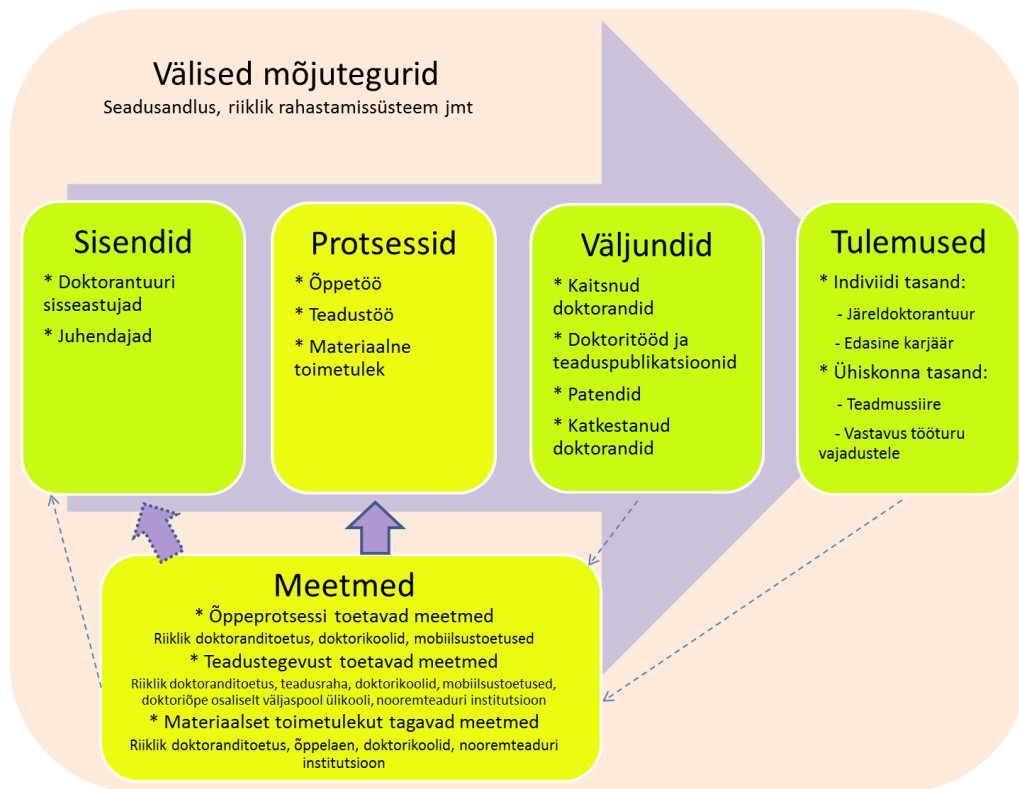 Välised mõjutegurid
Seadusandlus, riiklik rahastamissüsteem jmt
Sisendid
* Doktorantuuri
sisseastujad
* Juhendajad
Protsessid
* Õppetöö
* Teadustöö
* Materiaalne
toimetulek
Väljundid
* Kaitsnud
doktorandid
* Doktoritööd ja
teaduspublikatsioonid
* Patendid
* Katkestanud
doktorandid
Tulemused
* Indiviidi tasand:
- Järeldoktorantuur
- Edasine karjäär
* Ühiskonna tasand:
- Teadmussiire
- Vastavus tööturu
vajadustele
Meetmed
* Õppeprotsessi toetavad meetmed
Riiklik doktoranditoetus, doktorikoolid, mobiilsustoetused
* Teadustegevust toetavad meetmed
Riiklik doktoranditoetus, teadusraha, doktorikoolid, mobiilsustoetused,
doktoriõpe osaliselt väljaspool ülikooli, nooremteaduri institutsioon
* Materiaalset toimetulekut tagavad meetmed
Riiklik doktoranditoetus, õppelaen, doktorikoolid, nooremteaduri
institutsioon